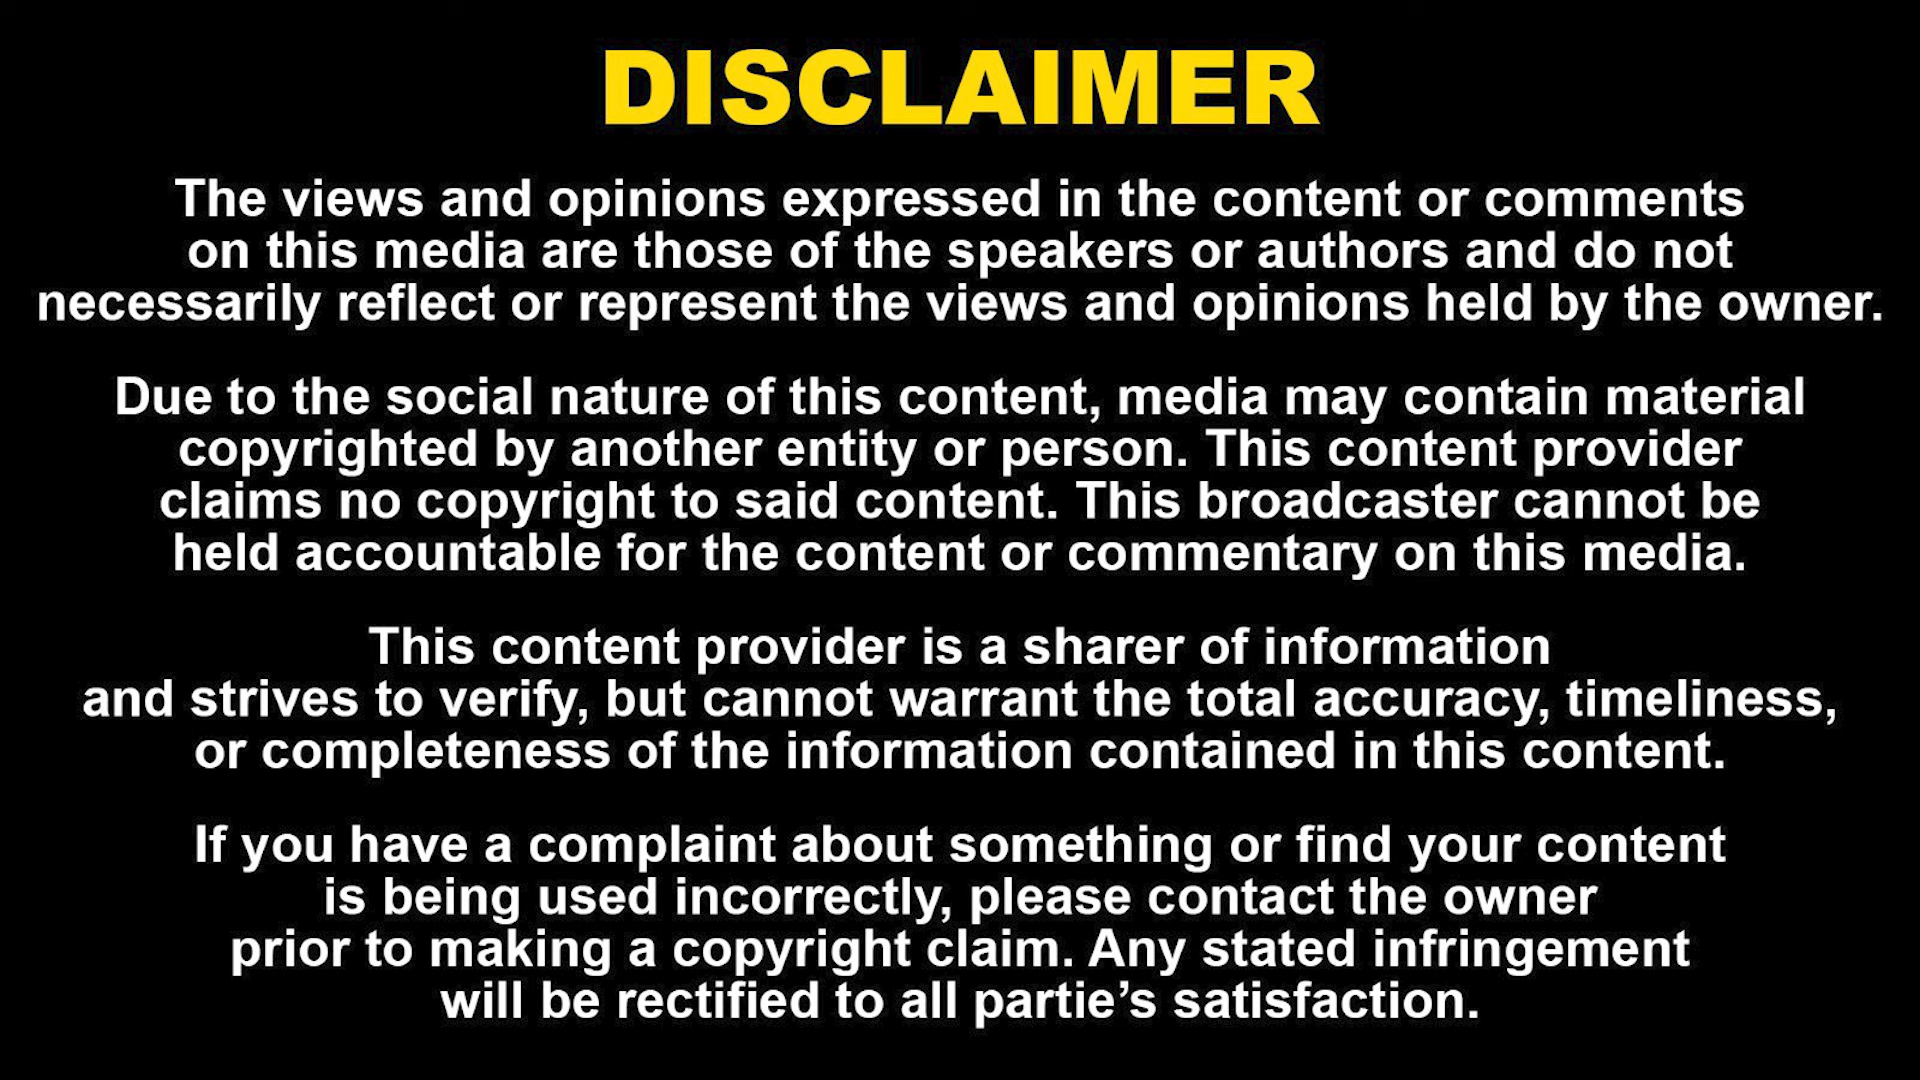 DISCLAIMER
The views and opinions expressed in the content or comments
on this media are those of the speakers or authors and do not
necessarily reflect or represent the views and opinions held by the owner.
Due to the social nature of this content, media may contain material
copyrighted by another entity or person. This content provider
claims no copyright to said content. This broadcaster cannot be
held accountable for the content or commentary on this media.
This content provider is a sharer of information
and strives to verify, but cannot warrant the total accuracy, timeliness,
or completeness of the information contained in this content.
If you have a complaint about something or find your content
is being used incorrectly, please contact the owner
prior to making a copyright claim. Any stated infringement
will be rectified to all partie’s satisfaction.